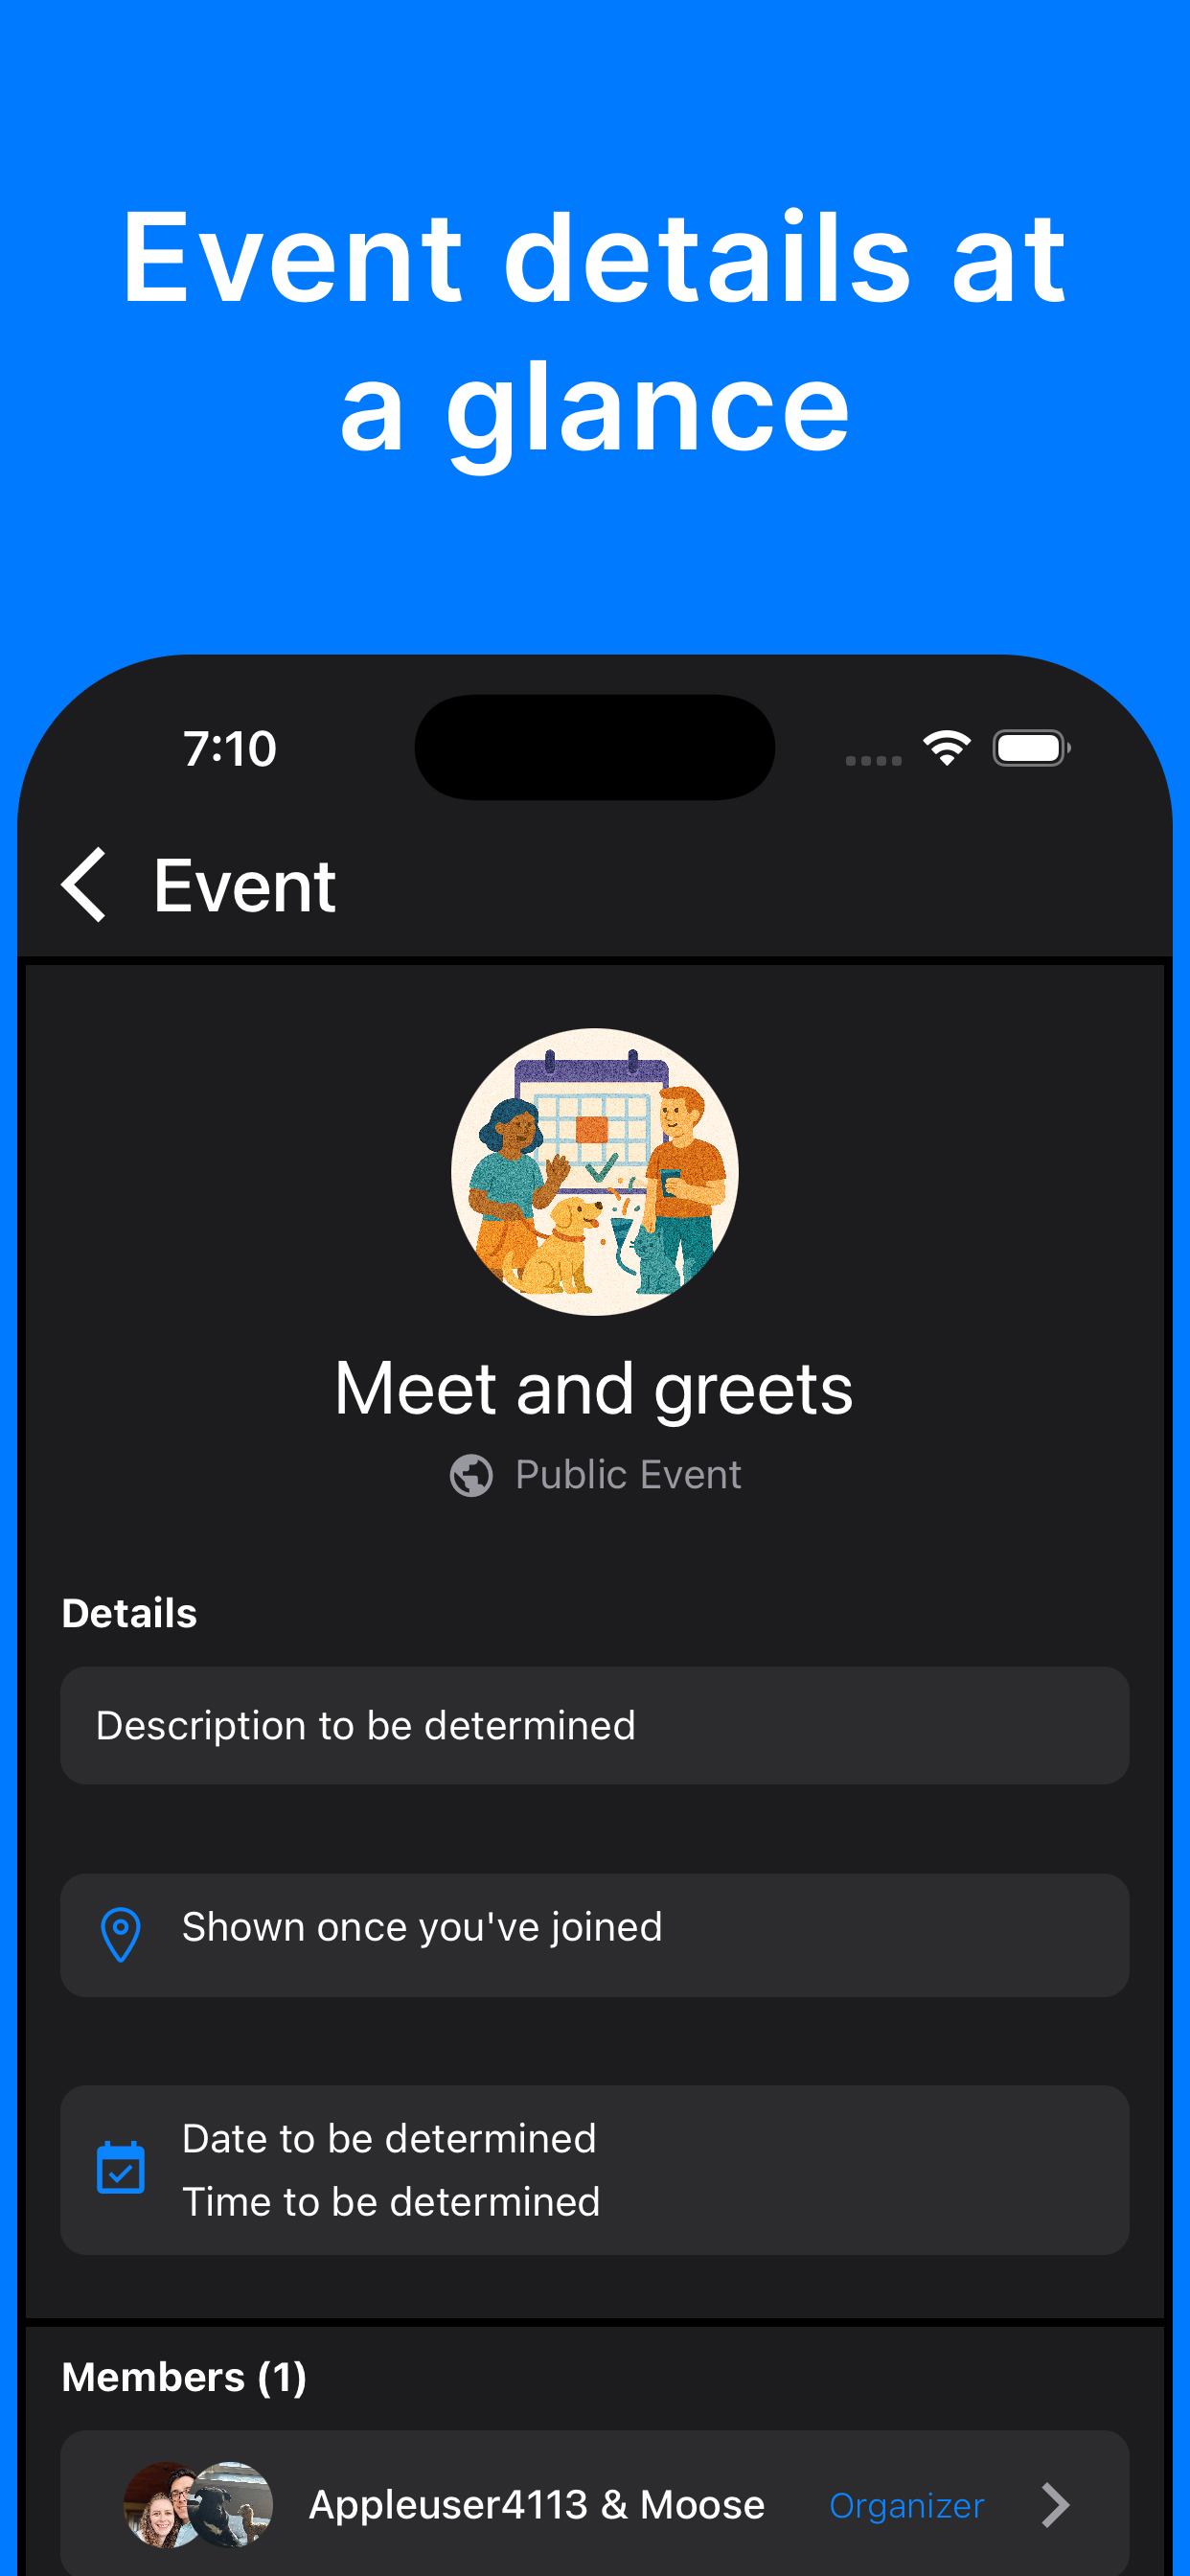 Event details at
a glance
7:10
Event
Meet and greets
Public Event
Details
Description to be determined
Shown once you've joined
Date to be determined
Time to be determined
Members (1)
Appleuser4113 & Moose Organizer